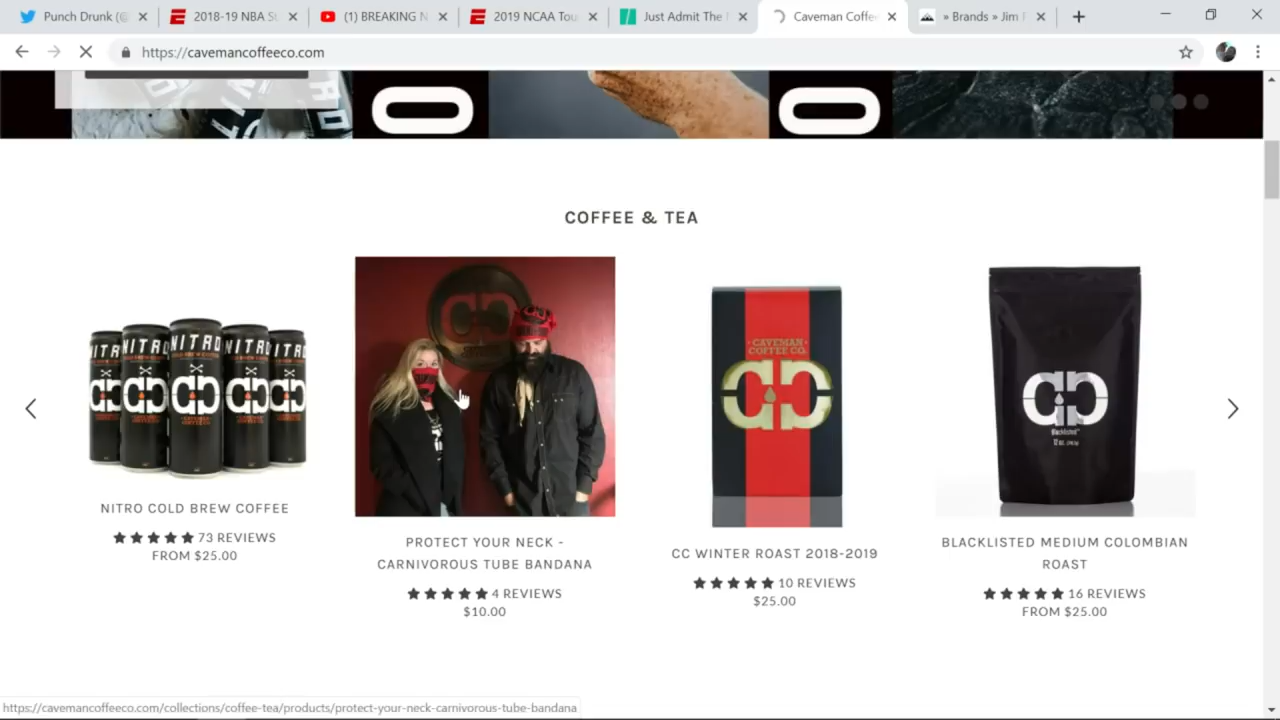 Punch Drunk (@
2018-19 NBA St
(1) BREAKING N
2019 NCAA Tou
Just Admit The
Caveman Coffe
» Brands » Jim
https://cavemancoffeeco.com
COFFEE & TEA
NITRO
NITRO COLD BREW COFFEE
73 REVIEWS
FROM $25.00
PROTECT YOUR NECK -
CARNIVOROUS TUBE BANDANA
4 REVIEWS
$10.00
CAVEMAN
COFFEE CO.
CC WINTER ROAST 2018-2019
10 REVIEWS
$25.00
Blacklisted
12 OZ.
BLACKLISTED MEDIUM COLOMBIAN
ROAST
16 REVIEWS
FROM $25.00
https://cavemancoffeeco.com/collections/coffee-tea/products/protect-your-neck-carnivorous-tube-bandana